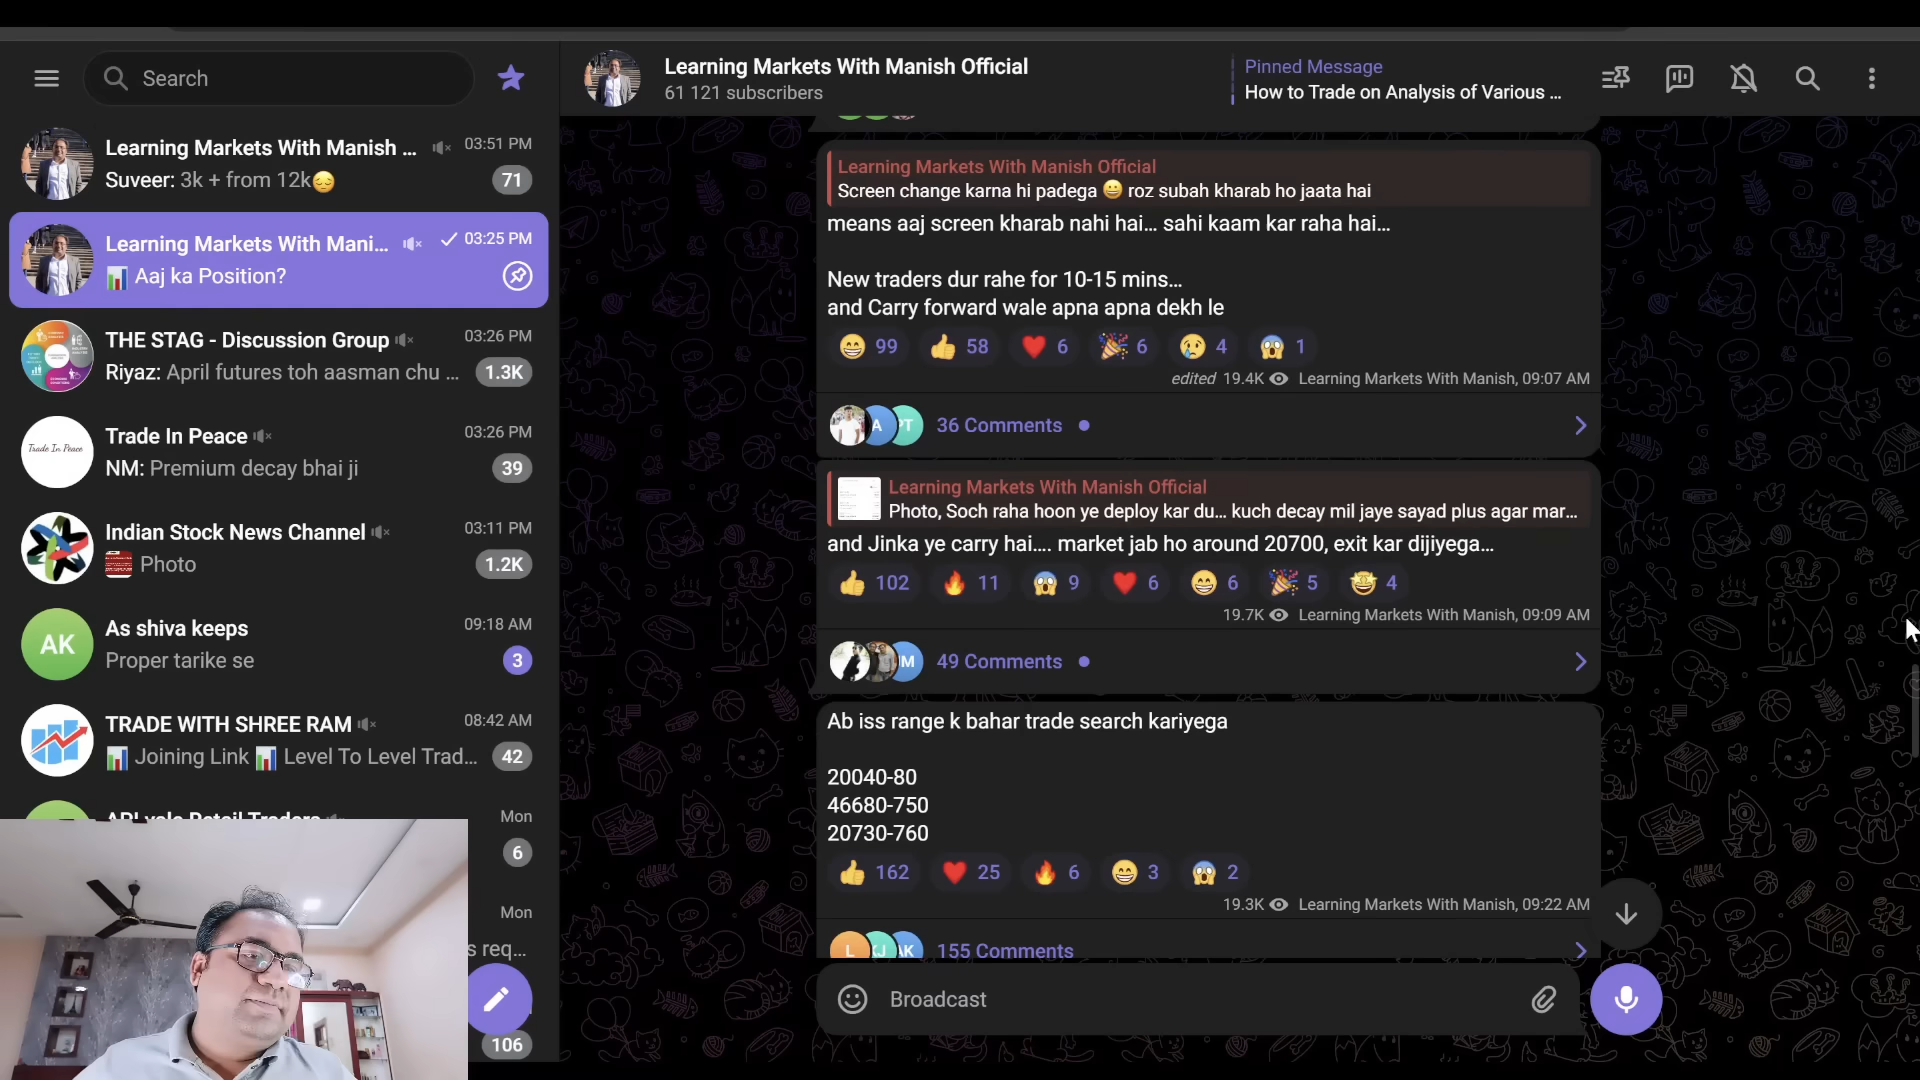 Search
Learning Markets With Manish ...
03:51 PM
Suveer: 3k + from 12k😔
71
Learning Markets With Mani...
03:25 PM
📊 Aaj ka Position?
THE STAG - Discussion Group
03:26 PM
Riyaz: April futures toh aasman chu ...
1.3K
Trade In Peace
Trade In Peace
03:26 PM
NM: Premium decay bhai ji
39
Indian Stock News Channel
03:11 PM
Photo
1.2K
AK
As shiva keeps
09:18 AM
Proper tarike se
3
TRADE WITH SHREE RAM
08:42 AM
📊 Joining Link 📊 Level To Level Trad...
42
Mon
6
Mon
s req...
106
Learning Markets With Manish Official
61 121 subscribers
Pinned Message
How to Trade on Analysis of Various ...
Learning Markets With Manish Official
Screen change karna hi padega 😀 roz subah kharab ho jaata hai
means aaj screen kharab nahi hai... sahi kaam kar raha hai...
New traders dur rahe for 10-15 mins...
and Carry forward wale apna apna dekh le
😁 99 👍 58 ❤️ 6 🎉 6 😢 4 😱 1
edited 19.4K Learning Markets With Manish, 09:07 AM
A PT 36 Comments
Learning Markets With Manish Official
Photo, Soch raha hoon ye deploy kar du... kuch decay mil jaye sayad plus agar mar...
and Jinka ye carry hai.... market jab ho around 20700, exit kar dijiyega...
👍 102 🔥 11 😱 9 ❤️ 6 😁 6 🎉 5 🤩 4
19.7K Learning Markets With Manish, 09:09 AM
M 49 Comments
Ab iss range k bahar trade search kariyega
20040-80
46680-750
20730-760
👍 162 ❤️ 25 🔥 6 😁 3 😱 2
19.3K Learning Markets With Manish, 09:22 AM
L KJ AK 155 Comments
Broadcast